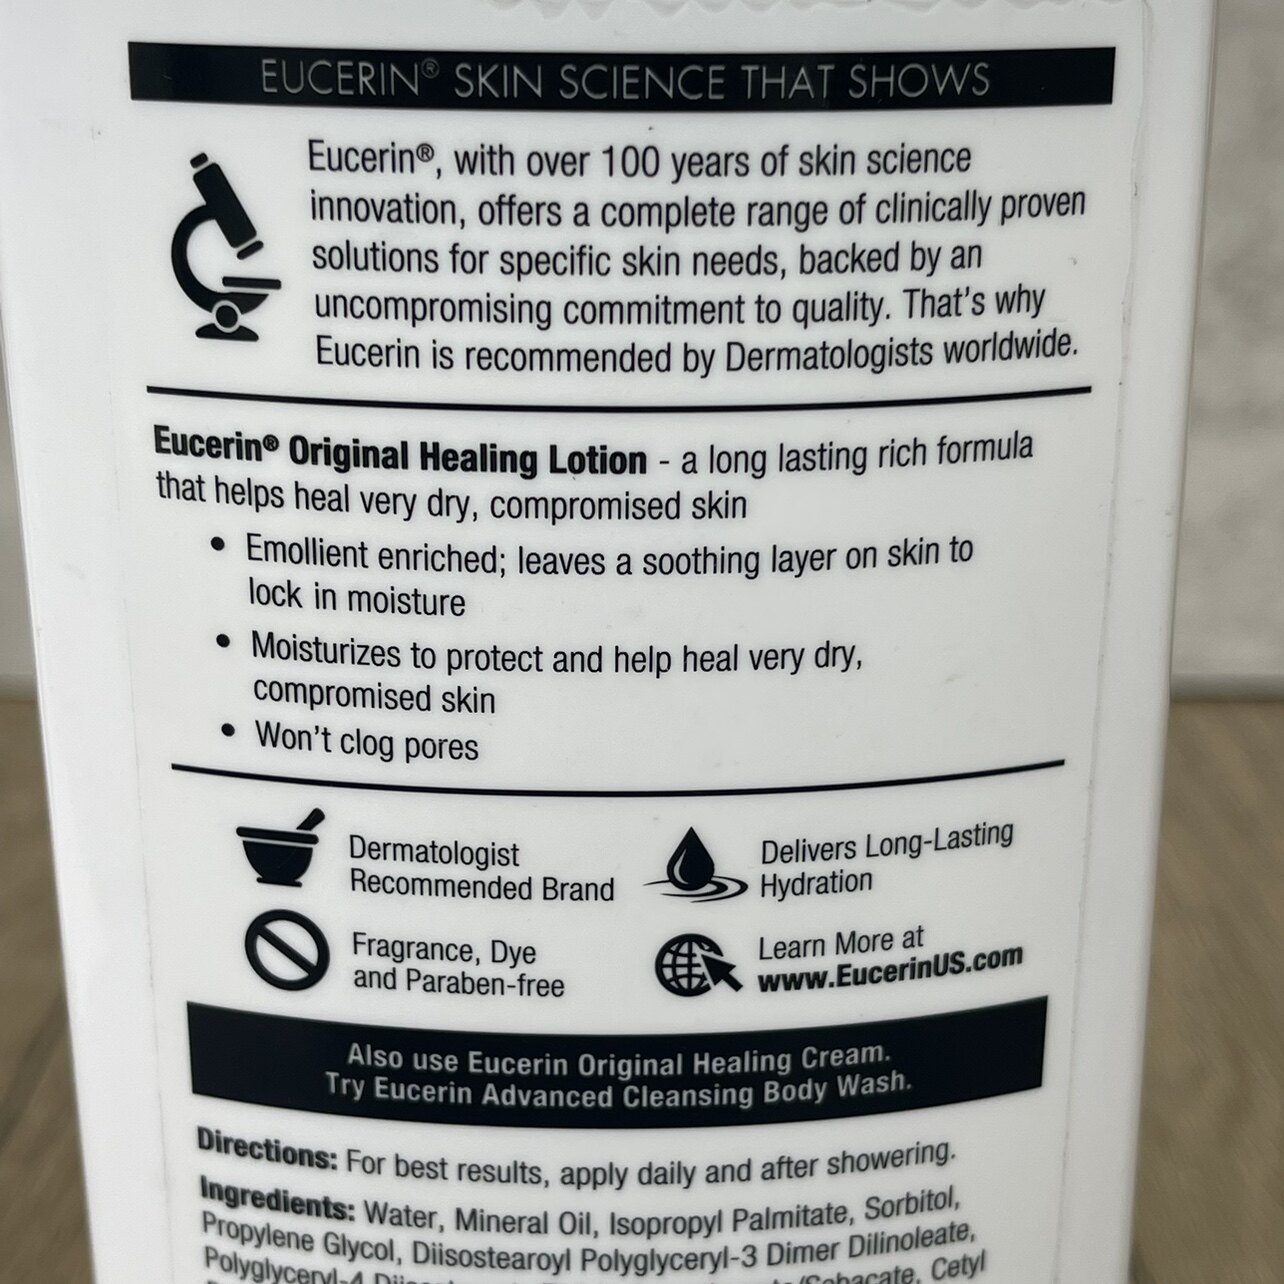 EUCERIN® SKIN SCIENCE THAT SHOWS
Eucerin®, with over 100 years of skin science
innovation, offers a complete range of clinically proven
solutions for specific skin needs, backed by an
uncompromising commitment to quality. That's why
Eucerin is recommended by Dermatologists worldwide.
Eucerin® Original Healing Lotion - a long lasting rich formula
that helps heal very dry, compromised skin
• Emollient enriched; leaves a soothing layer on skin to
lock in moisture
• Moisturizes to protect and help heal very dry,
compromised skin
• Won't clog pores
Dermatologist
Recommended Brand
Delivers Long-Lasting
Hydration
Fragrance, Dye
and Paraben-free
Learn More at
www.EucerinUS.com
Also use Eucerin Original Healing Cream.
Try Eucerin Advanced Cleansing Body Wash.
Directions: For best results, apply daily and after showering.
Ingredients: Water, Mineral Oil, Isopropyl Palmitate, Sorbitol,
Propylene Glycol, Diisostearoyl Polyglyceryl-3 Dimer Dilinoleate,
Polyglyceryl-4 Cetyl